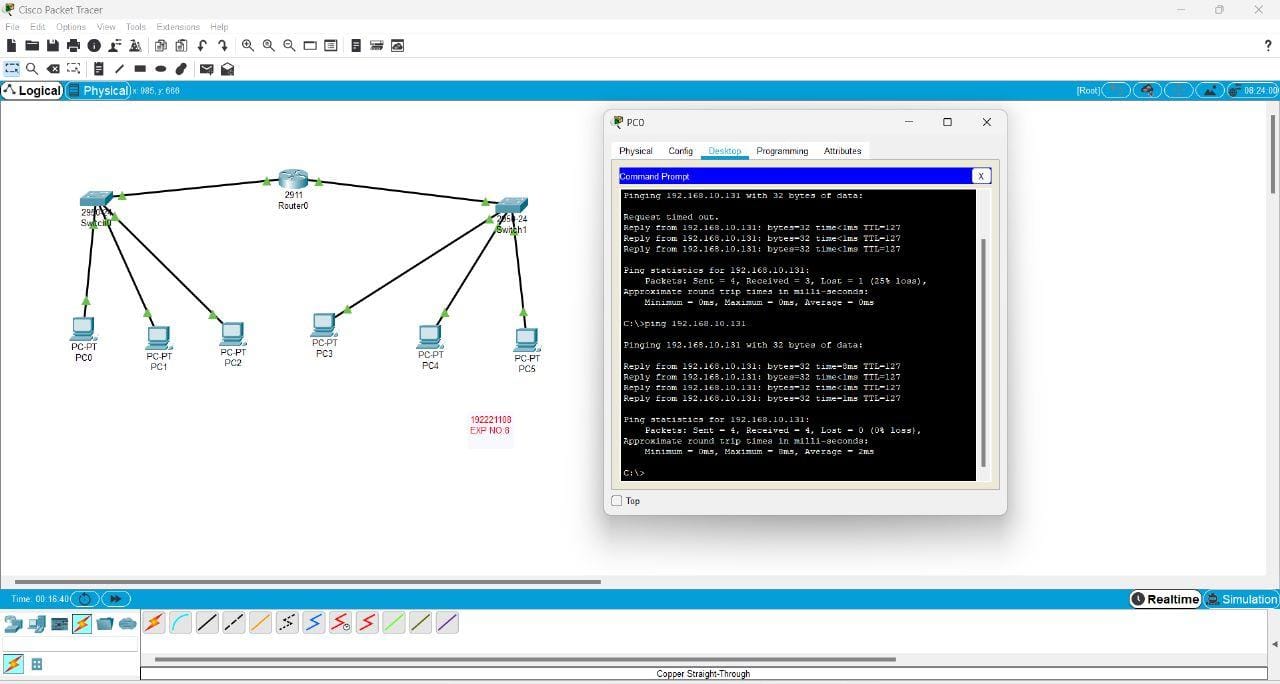 Cisco Packet Tracer
File Edit Options View Tools Extensions Help
?
Logical Physical x: 985, y: 666 [Root] 08:24:00
2911
Router0
2950-24
Switch0
2950-24
Switch1
PC-PT
PC0
PC-PT
PC1
PC-PT
PC2
PC-PT
PC3
PC-PT
PC4
PC-PT
PC5
192221108
EXP NO:6
PC0
Physical Config Desktop Programming Attributes
Command Prompt X
Pinging 192.168.10.131 with 32 bytes of data:
Request timed out.
Reply from 192.168.10.131: bytes=32 time<1ms TTL=127
Reply from 192.168.10.131: bytes=32 time<1ms TTL=127
Reply from 192.168.10.131: bytes=32 time<1ms TTL=127
Ping statistics for 192.168.10.131:
Packets: Sent = 4, Received = 3, Lost = 1 (25% loss),
Approximate round trip times in milli-seconds:
Minimum = 0ms, Maximum = 0ms, Average = 0ms
C:\>ping 192.168.10.131
Pinging 192.168.10.131 with 32 bytes of data:
Reply from 192.168.10.131: bytes=32 time=8ms TTL=127
Reply from 192.168.10.131: bytes=32 time<1ms TTL=127
Reply from 192.168.10.131: bytes=32 time<1ms TTL=127
Reply from 192.168.10.131: bytes=32 time=1ms TTL=127
Ping statistics for 192.168.10.131:
Packets: Sent = 4, Received = 4, Lost = 0 (0% loss),
Approximate round trip times in milli-seconds:
Minimum = 0ms, Maximum = 8ms, Average = 2ms
C:\>
Top
Time: 00:16:40 Realtime Simulation
Copper Straight-Through